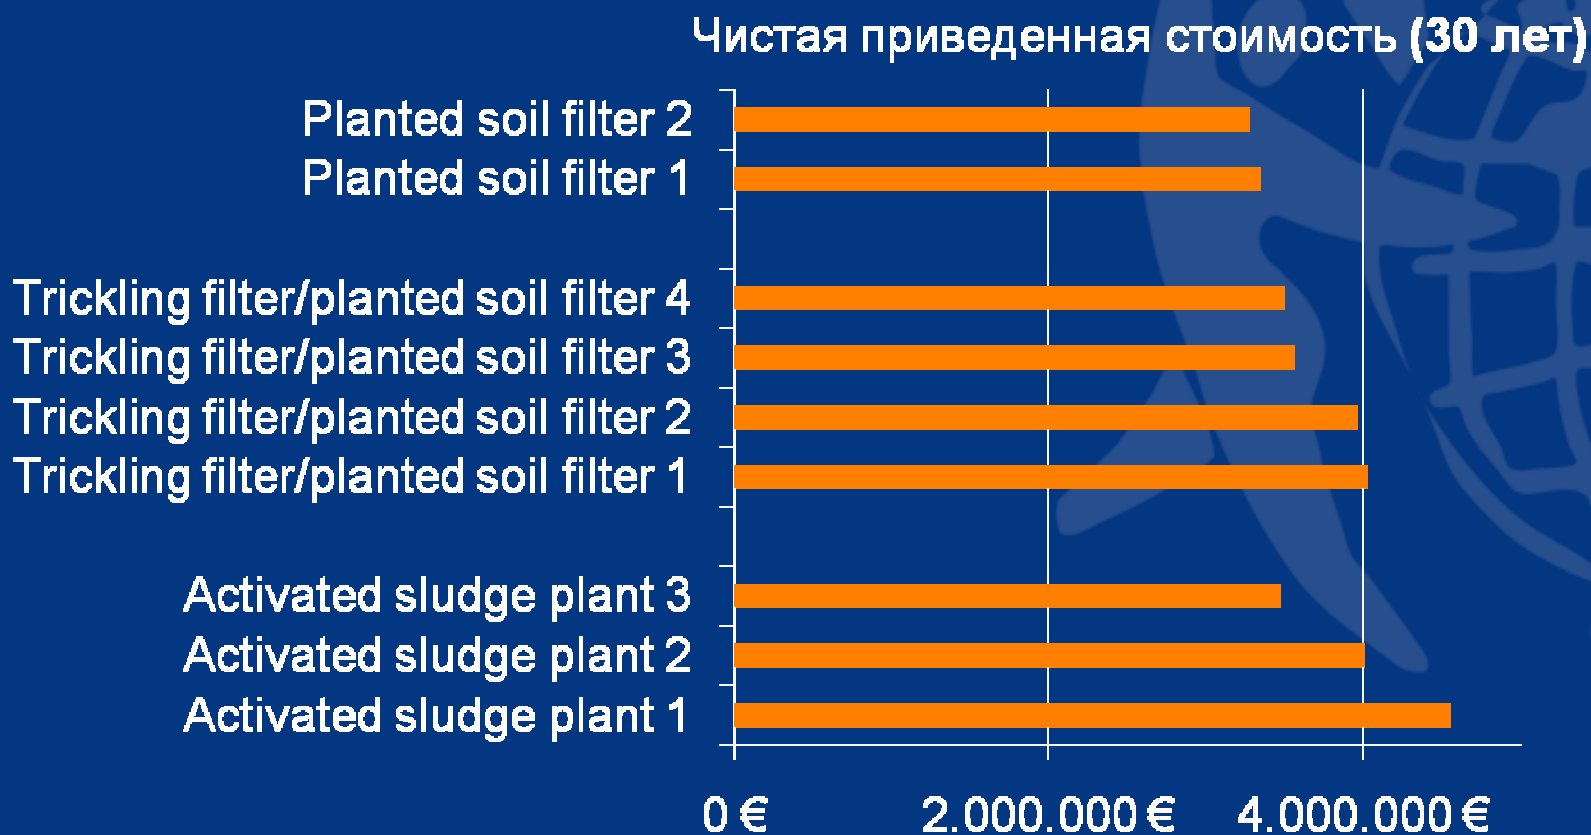 Чистая приведенная стоимость (30 лет)
Planted soil filter 2
Planted soil filter 1
Trickling filter/planted soil filter 4
Trickling filter/planted soil filter 3
Trickling filter/planted soil filter 2
Trickling filter/planted soil filter 1
Activated sludge plant 3
Activated sludge plant 2
Activated sludge plant 1
0 € 2.000.000 € 4.000.000 €